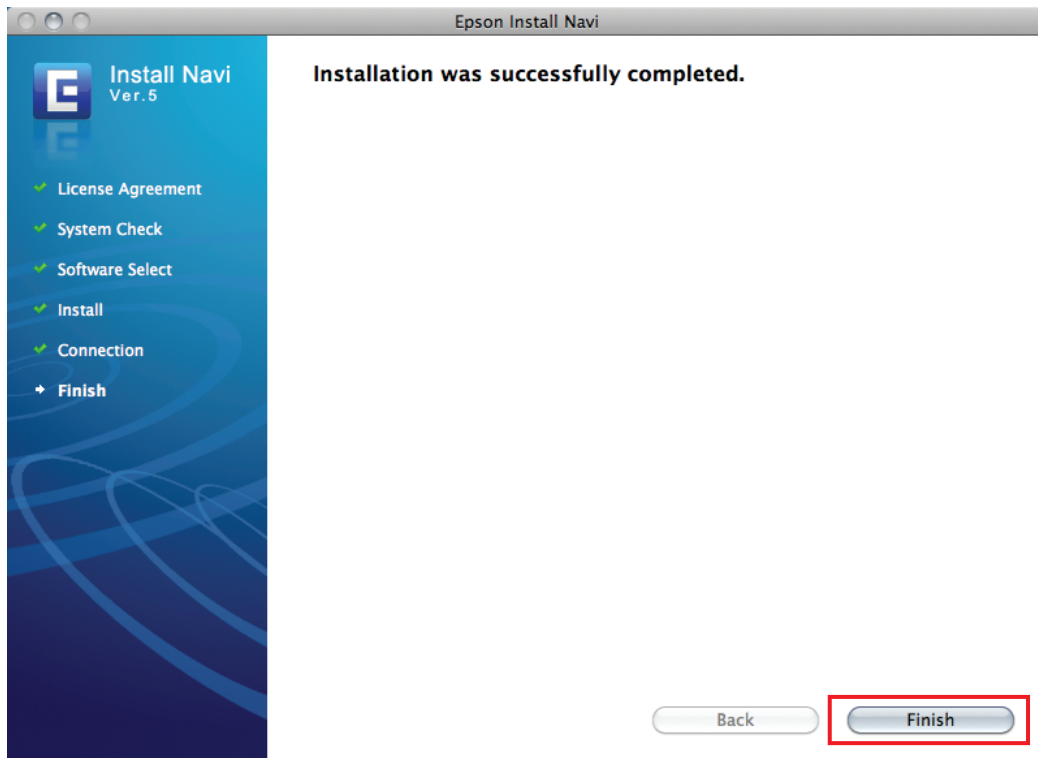 Epson Install Navi
Install Navi
Ver.5
License Agreement
System Check
Software Select
Install
Connection
Finish
Installation was successfully completed.
Back
Finish